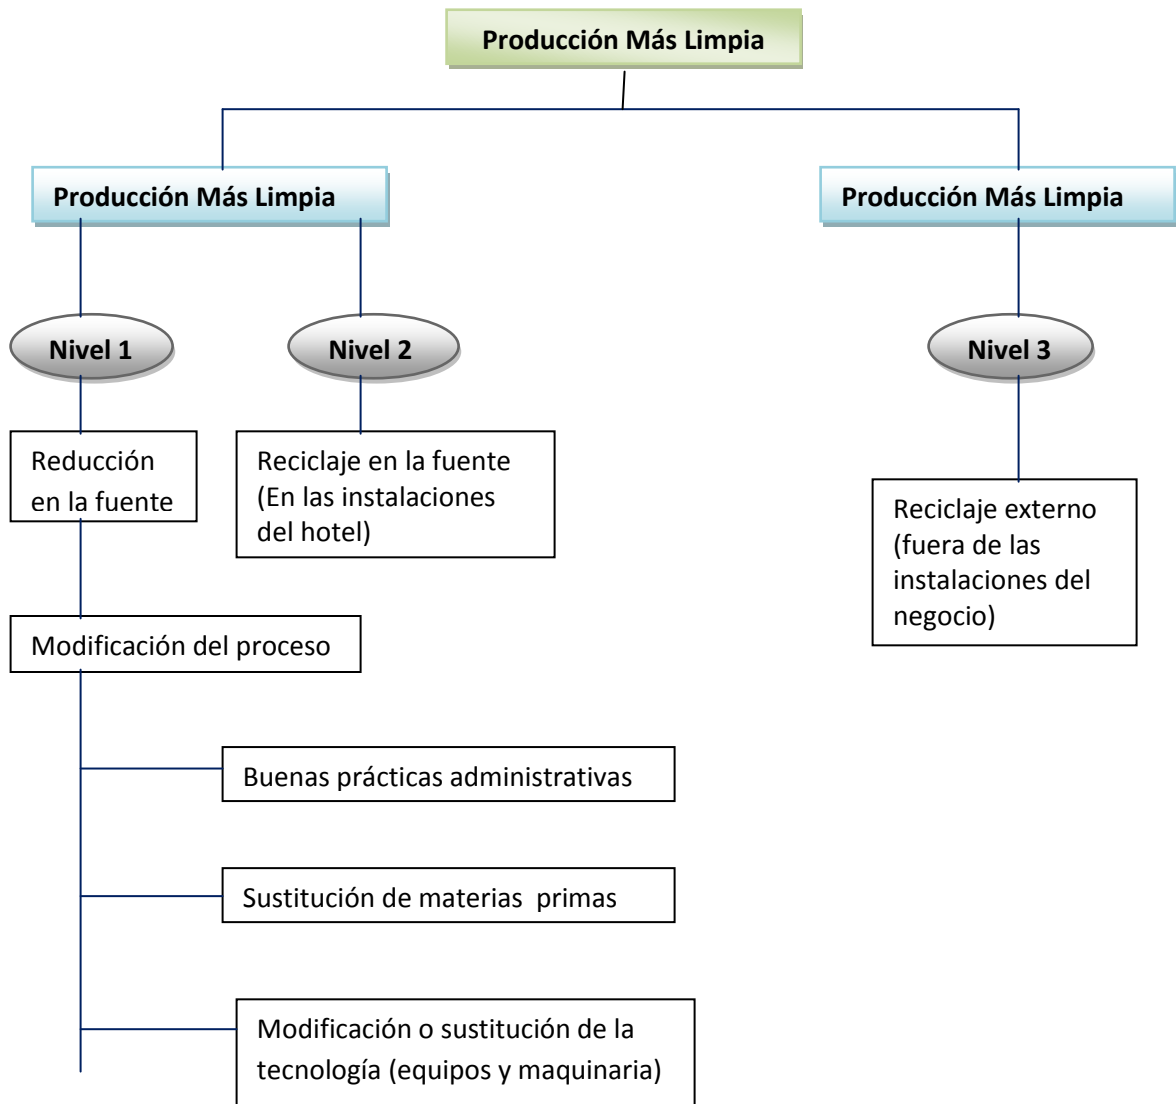 Producción Más Limpia
Producción Más Limpia
Producción Más Limpia
Nivel 1
Nivel 2
Nivel 3
Reducción
en la fuente
Reciclaje en la fuente
(En las instalaciones
del hotel)
Reciclaje externo
(fuera de las
instalaciones del
negocio)
Modificación del proceso
Buenas prácticas administrativas
Sustitución de materias primas
Modificación o sustitución de la
tecnología (equipos y maquinaria)